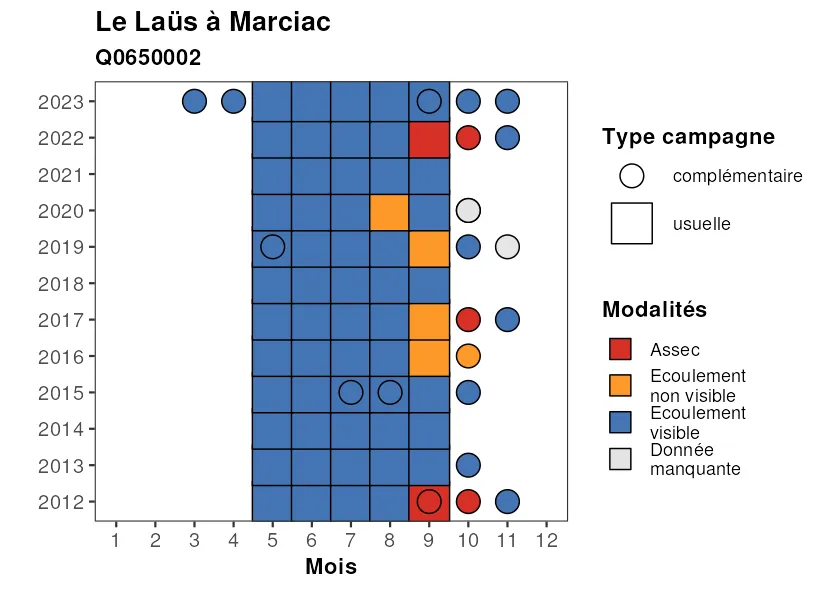 Le Laüs à Marciac
Q0650002
2023
2022
2021
2020
2019
2018
2017
2016
2015
2014
2013
2012
1 2 3 4 5 6 7 8 9 10 11 12
Mois
Type campagne
complémentaire
usuelle
Modalités
Assec
Ecoulement
non visible
Ecoulement
visible
Donnée
manquante